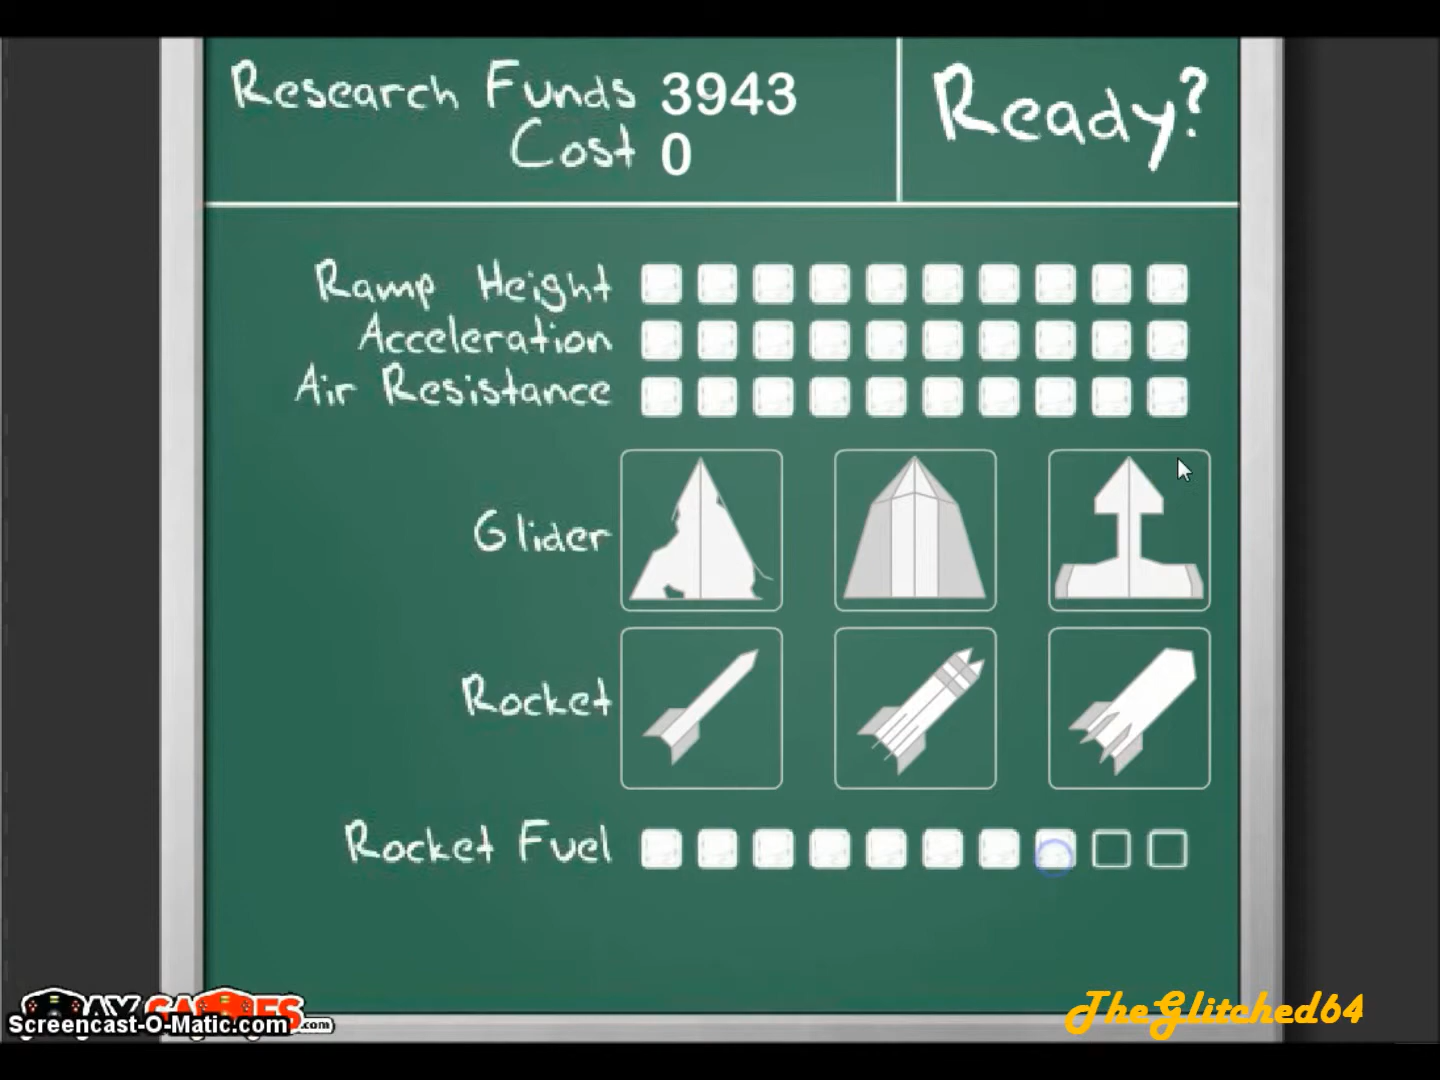 Research Funds 3943
Cost 0
Ready?
Ramp Height
Acceleration
Air Resistance
Glider
Rocket
Rocket Fuel
Screencast-O-Matic.com
.com
TheGlitched64